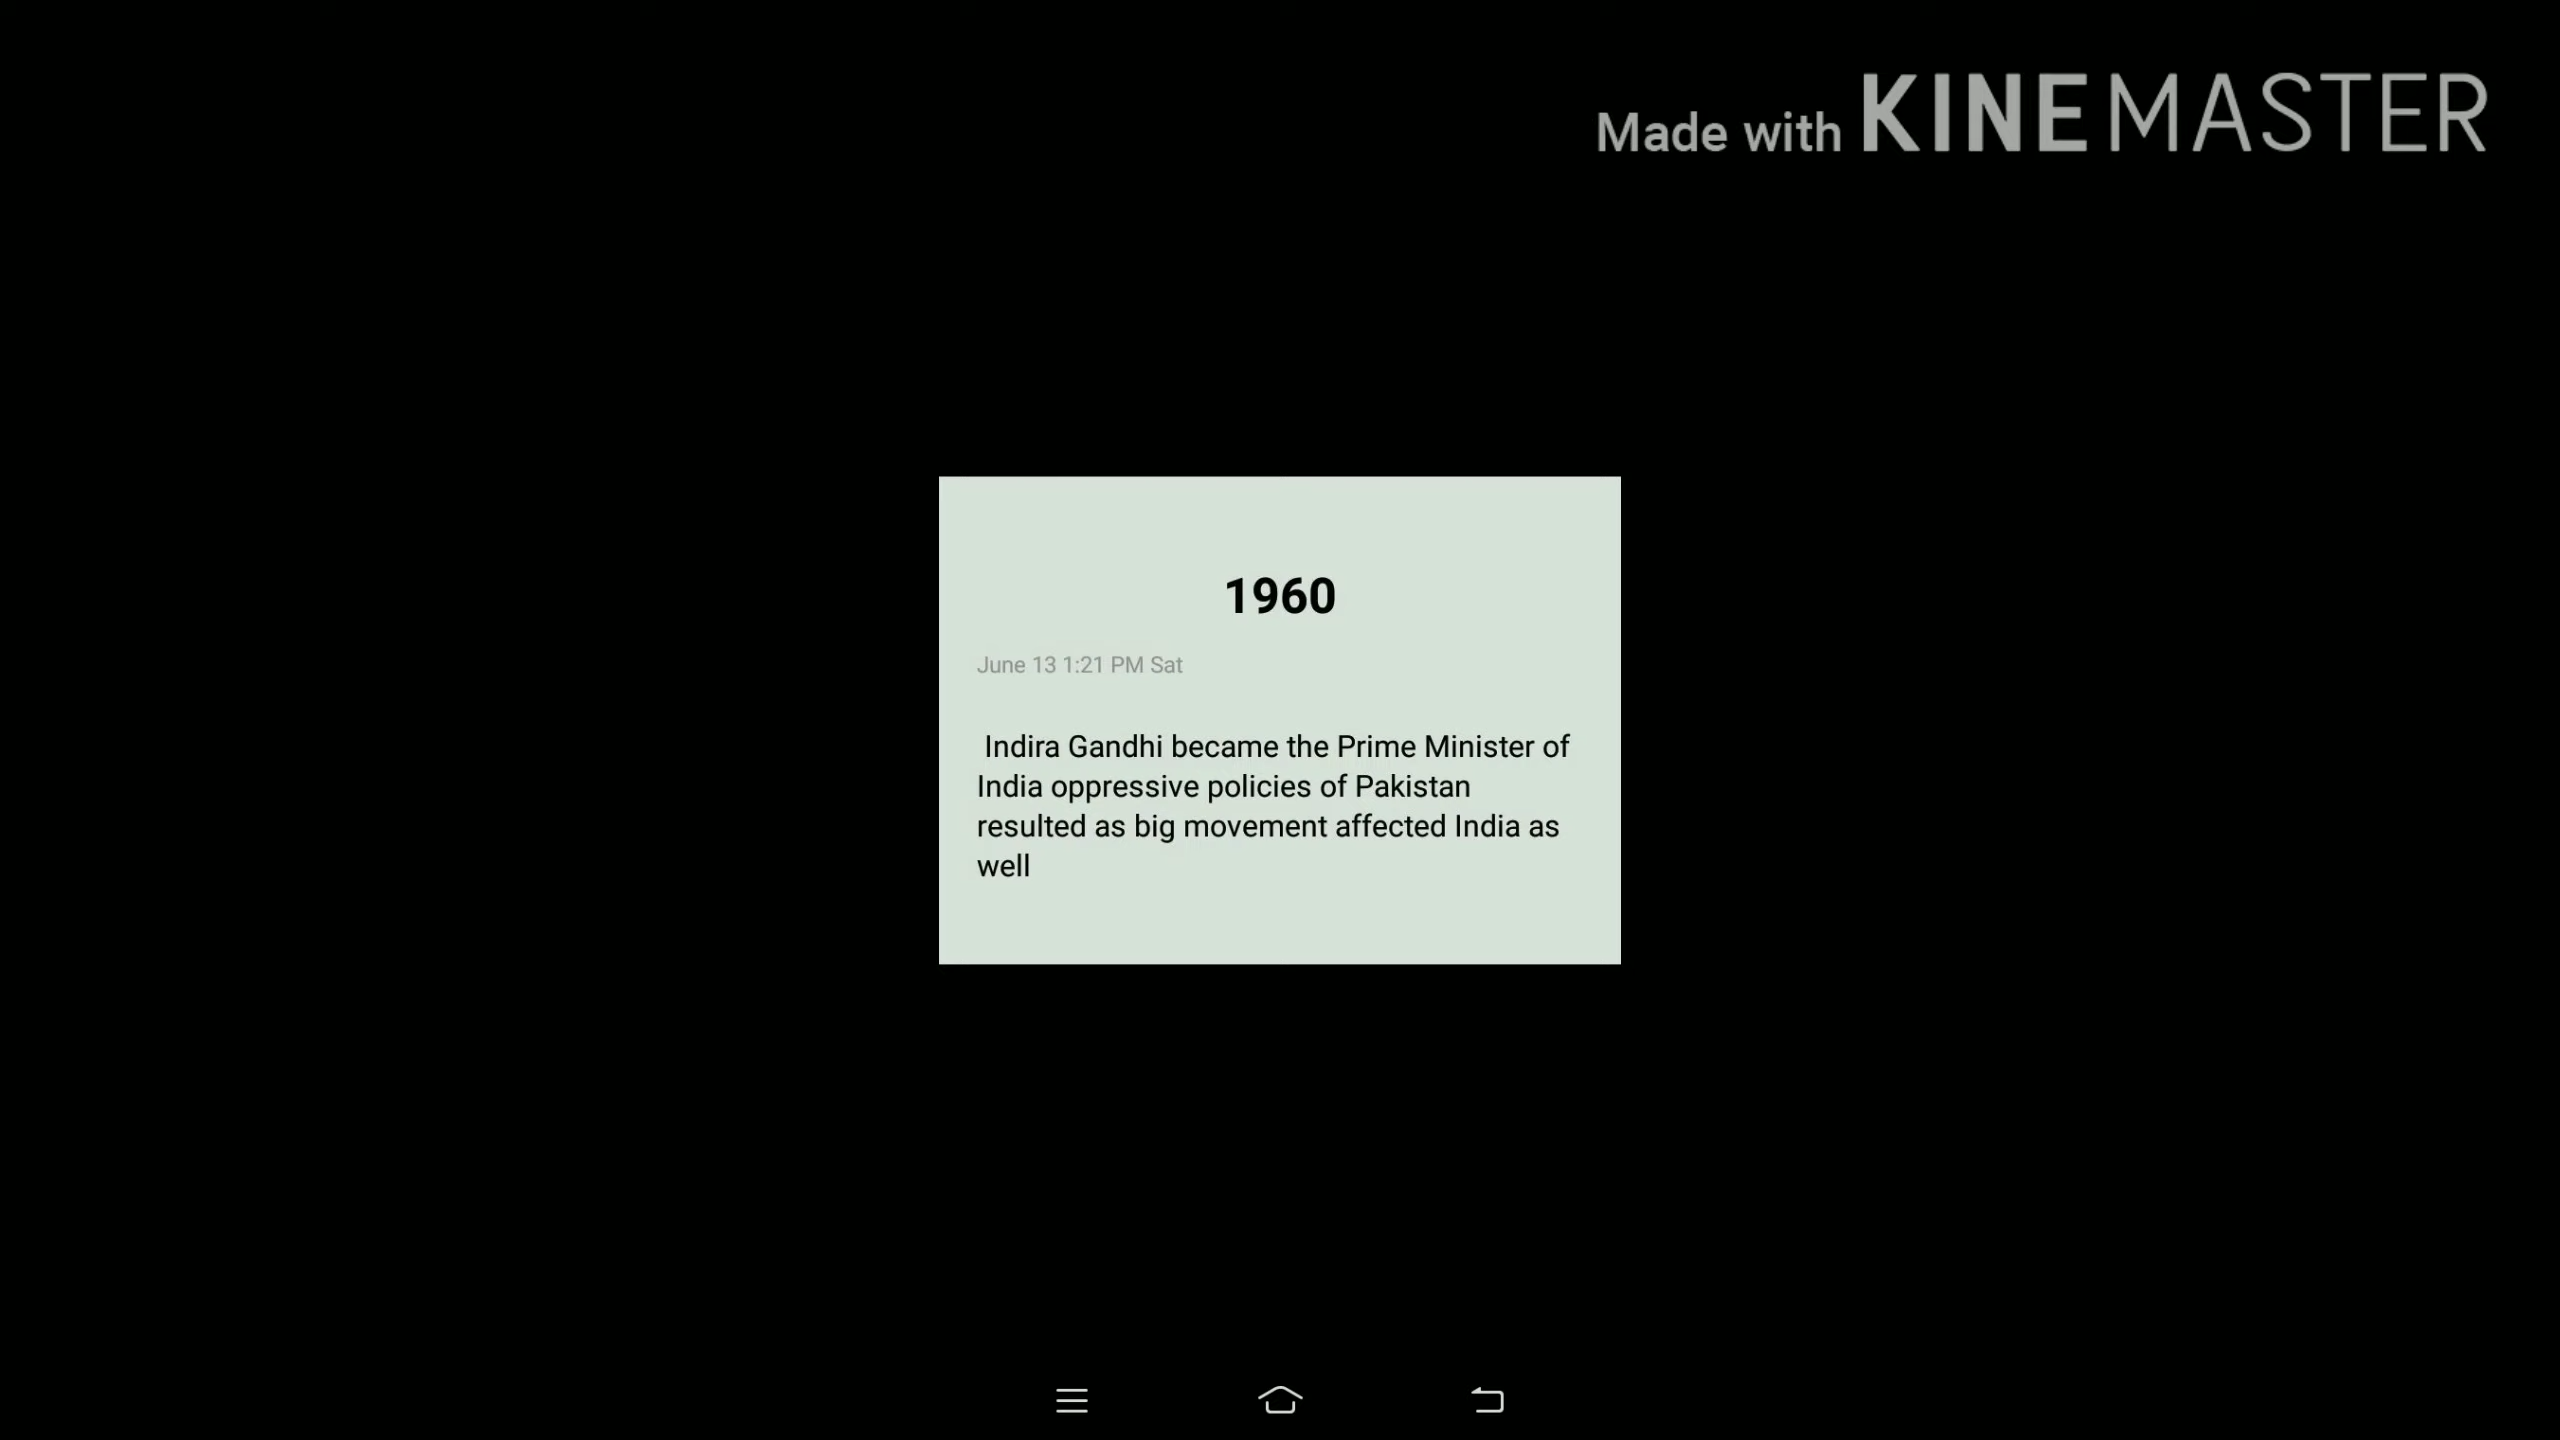 Made with KINEMASTER
1960
June 13 1:21 PM Sat
Indira Gandhi became the Prime Minister of
India oppressive policies of Pakistan
resulted as big movement affected India as
well